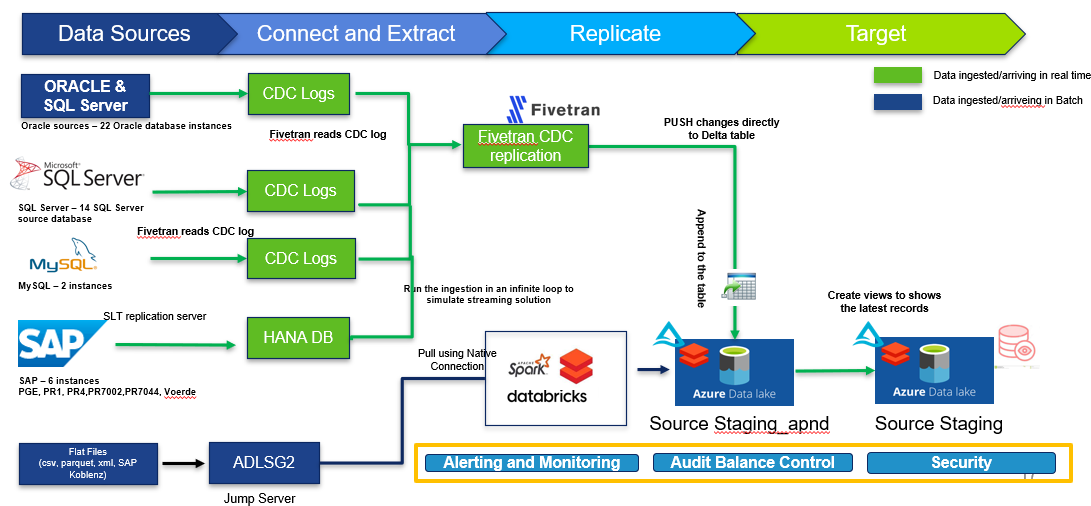 Data Sources
Connect and Extract
Replicate
Target
Data ingested/arriving in real time
Data ingested/arriveing in Batch
ORACLE &
SQL Server
Oracle sources – 22 Oracle database instances
CDC Logs
Fivetran reads CDC log
Fivetran
Fivetran CDC
replication
PUSH changes directly
to Delta table
Microsoft®
SQL Server
SQL Server – 14 SQL Server
source database
CDC Logs
Fivetran reads CDC log
MySQL
MySQL – 2 instances
CDC Logs
Append to the table
Run the ingestion in an infinite loop to
simulate streaming solution
Create views to shows
the latest records
SLT replication server
SAP
SAP – 6 instances
PGE, PR1, PR4,PR7002,PR7044, Voerde
HANA DB
Pull using Native
Connection
APACHE
Spark
databricks
Azure Data lake
Source Staging_apnd
Azure Data lake
Source Staging
Flat Files
(csv, parquet, xml, SAP
Koblenz)
ADLSG2
Jump Server
Alerting and Monitoring
Audit Balance Control
Security